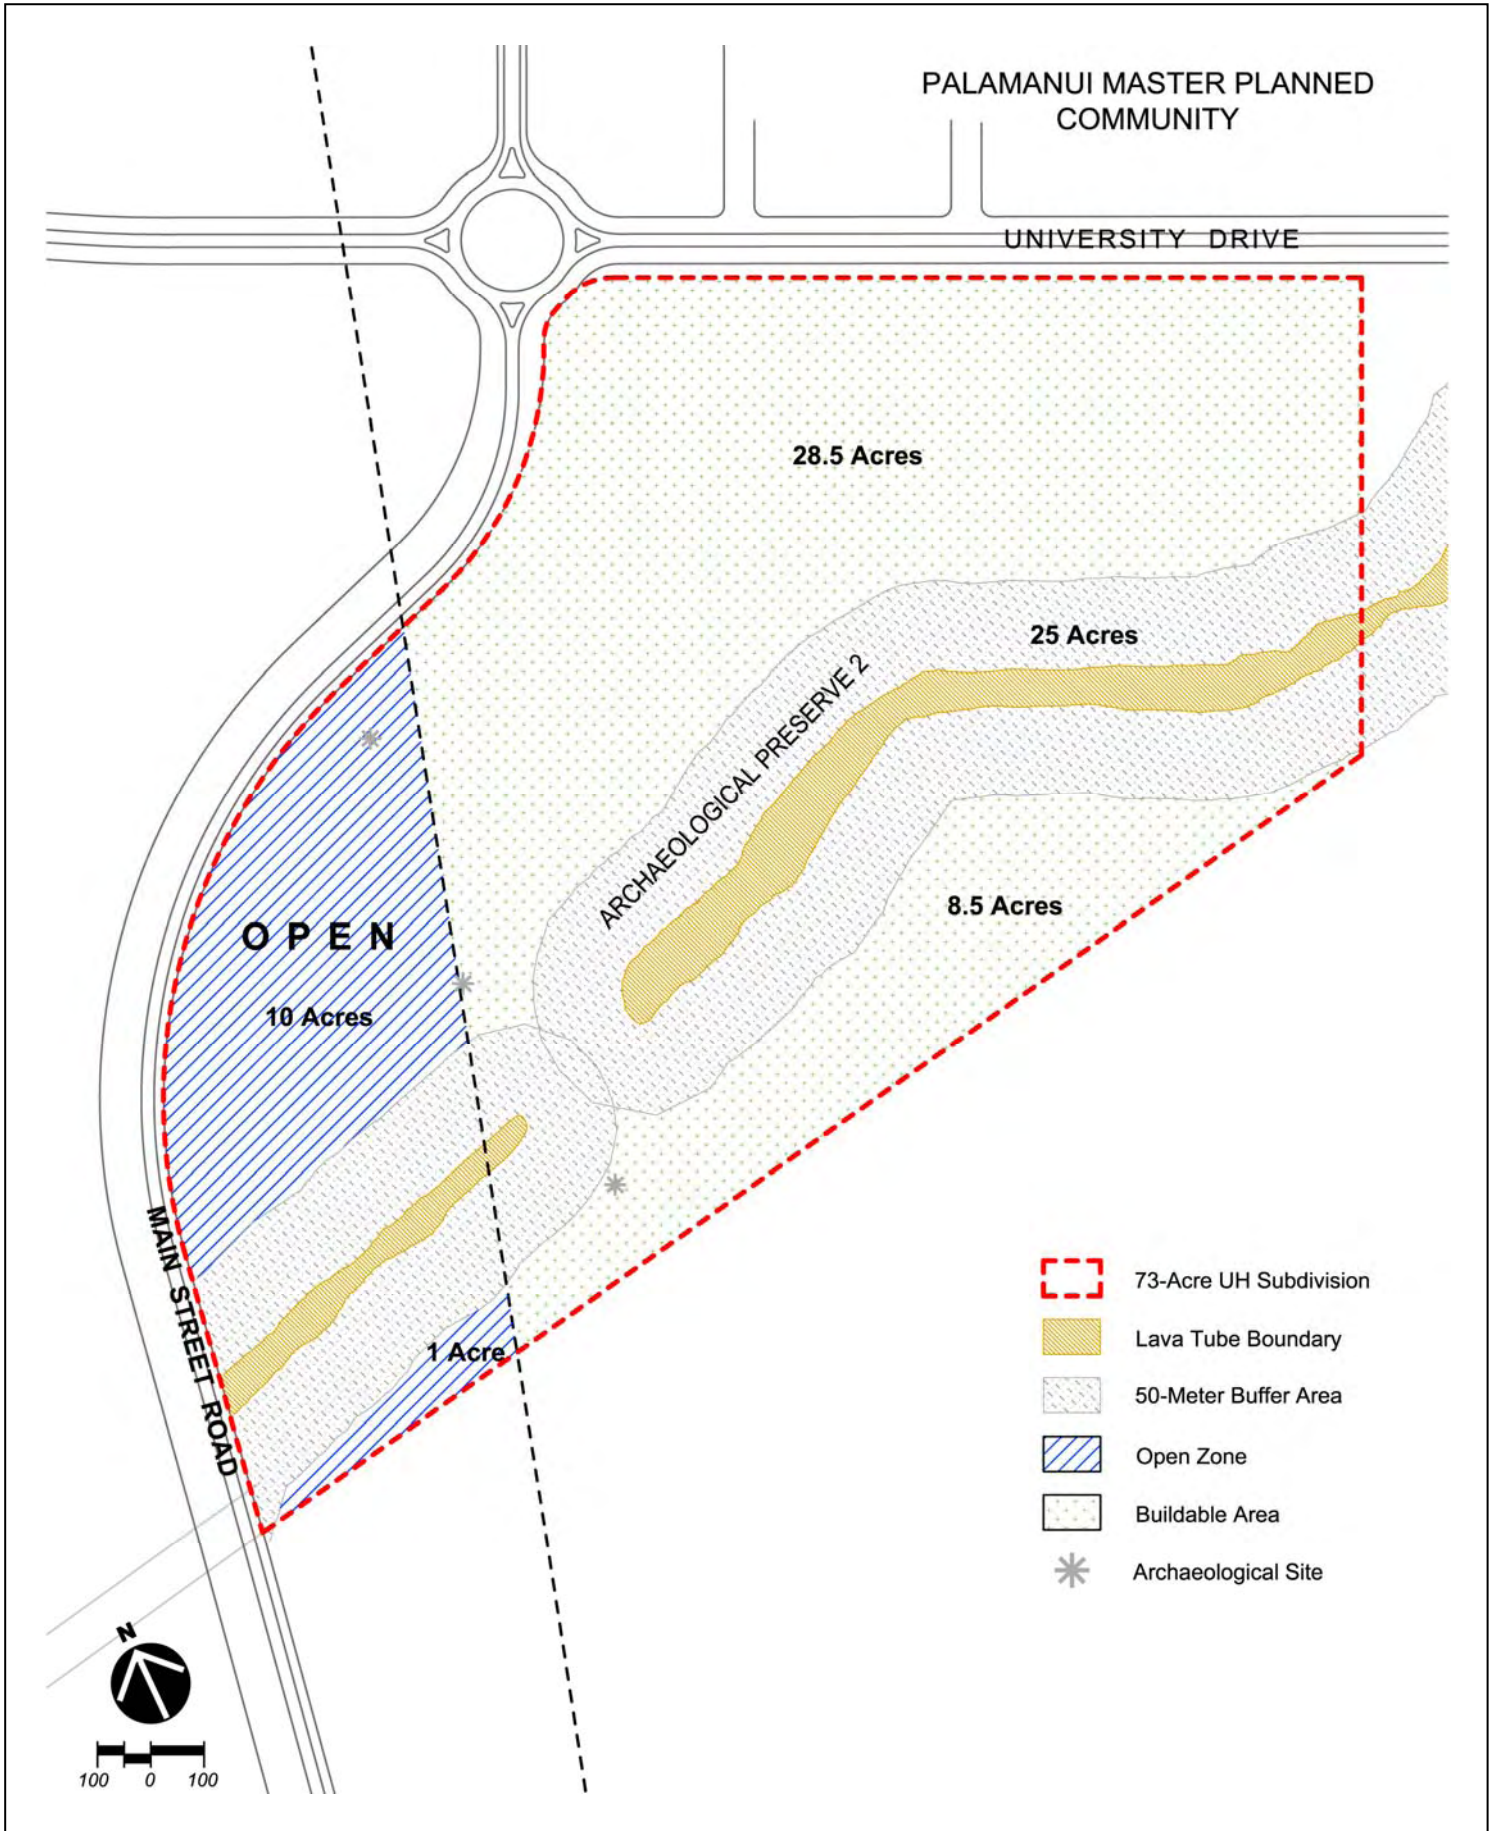 PALAMANUI MASTER PLANNED
COMMUNITY
UNIVERSITY DRIVE
28.5 Acres
25 Acres
ARCHAEOLOGICAL PRESERVE 2
8.5 Acres
OPEN
10 Acres
MAIN STREET ROAD
1 Acre
73-Acre UH Subdivision
Lava Tube Boundary
50-Meter Buffer Area
Open Zone
Buildable Area
Archaeological Site
N
100 0 100